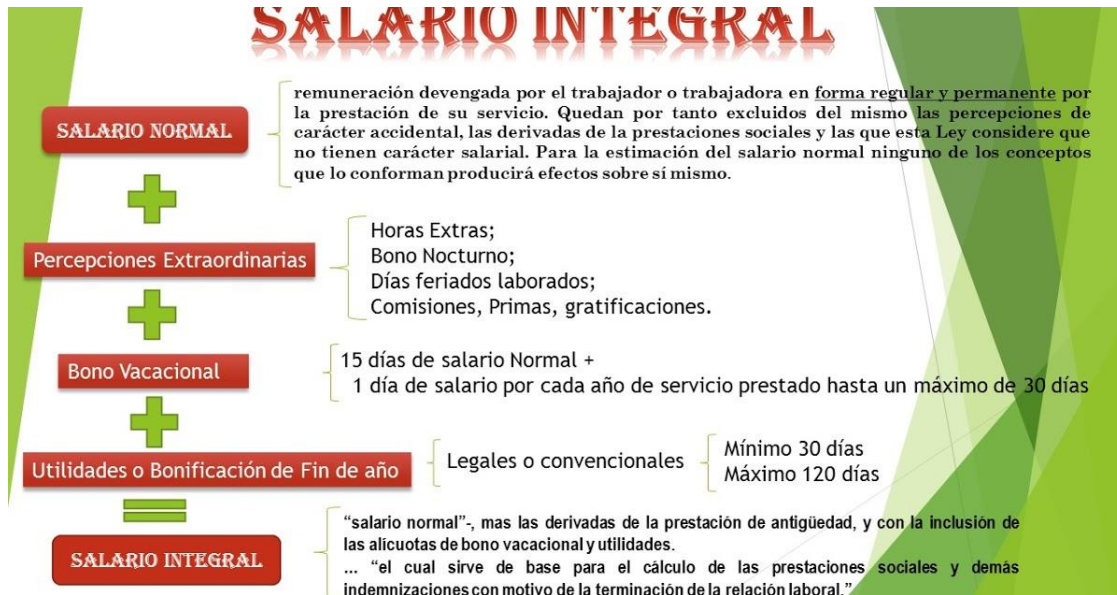 SALARIO INTEGRAL
SALARIO NORMAL
remuneración devengada por el trabajador o trabajadora en forma regular y permanente por
la prestación de su servicio. Quedan por tanto excluidos del mismo las percepciones de
carácter accidental, las derivadas de la prestaciones sociales y las que esta Ley considere que
no tienen carácter salarial. Para la estimación del salario normal ninguno de los conceptos
que lo conforman producirá efectos sobre sí mismo.
Percepciones Extraordinarias
Horas Extras;
Bono Nocturno;
Días feriados laborados;
Comisiones, Primas, gratificaciones.
Bono Vacacional
15 días de salario Normal +
1 día de salario por cada año de servicio prestado hasta un máximo de 30 días
Utilidades o Bonificación de Fin de año
Legales o convencionales
Mínimo 30 días
Máximo 120 días
SALARIO INTEGRAL
“salario normal”-, mas las derivadas de la prestación de antigüedad, y con la inclusión de
las alícuotas de bono vacacional y utilidades.
... “el cual sirve de base para el cálculo de las prestaciones sociales y demás
indemnizaciones con motivo de la terminación de la relación laboral.”